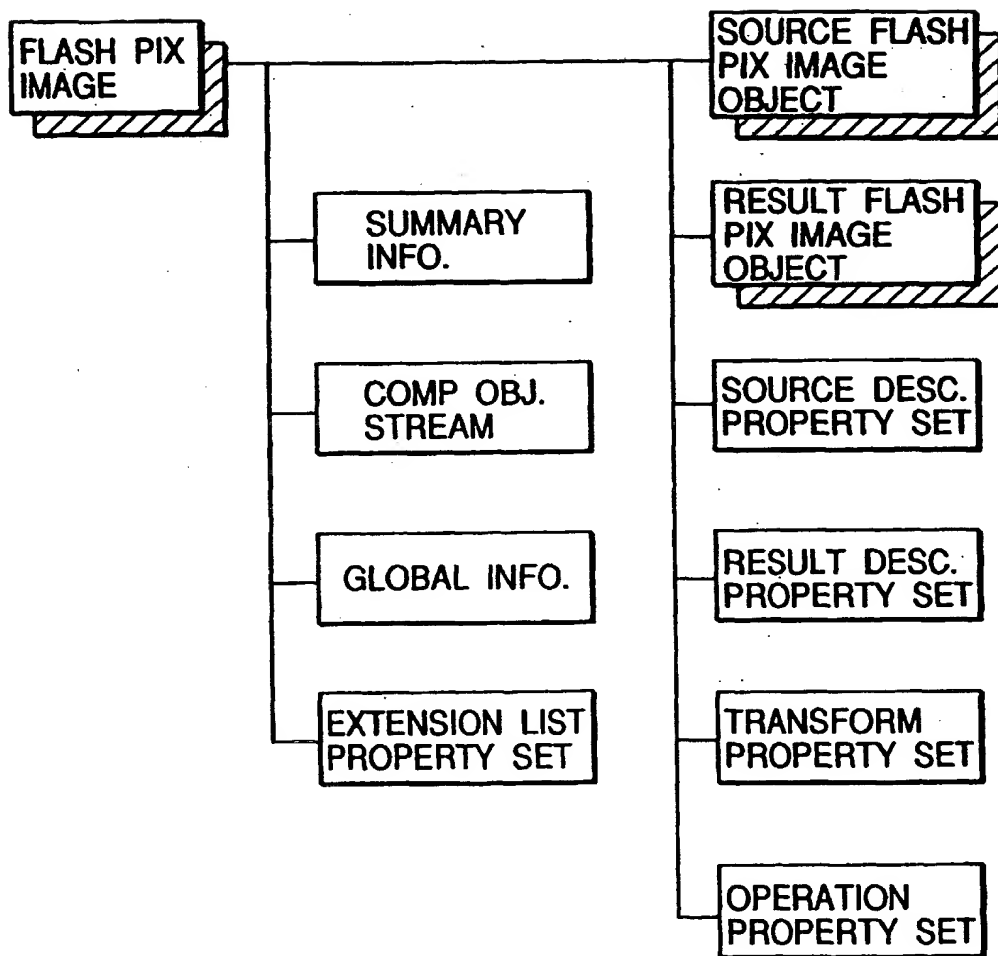 FLASH PIX
IMAGE
SOURCE FLASH
PIX IMAGE
OBJECT
SUMMARY
INFO.
RESULT FLASH
PIX IMAGE
OBJECT
COMP OBJ.
STREAM
SOURCE DESC.
PROPERTY SET
GLOBAL INFO.
RESULT DESC.
PROPERTY SET
EXTENSION LIST
PROPERTY SET
TRANSFORM
PROPERTY SET
OPERATION
PROPERTY SET